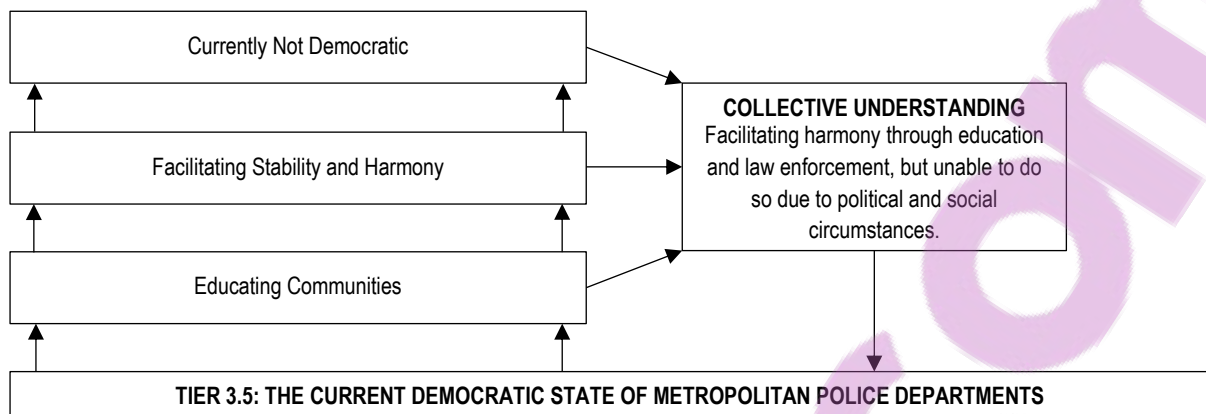 Currently Not Democratic
COLLECTIVE UNDERSTANDING
Facilitating harmony through education
and law enforcement, but unable to do
so due to political and social
circumstances.
Facilitating Stability and Harmony
Educating Communities
TIER 3.5: THE CURRENT DEMOCRATIC STATE OF METROPOLITAN POLICE DEPARTMENTS
com